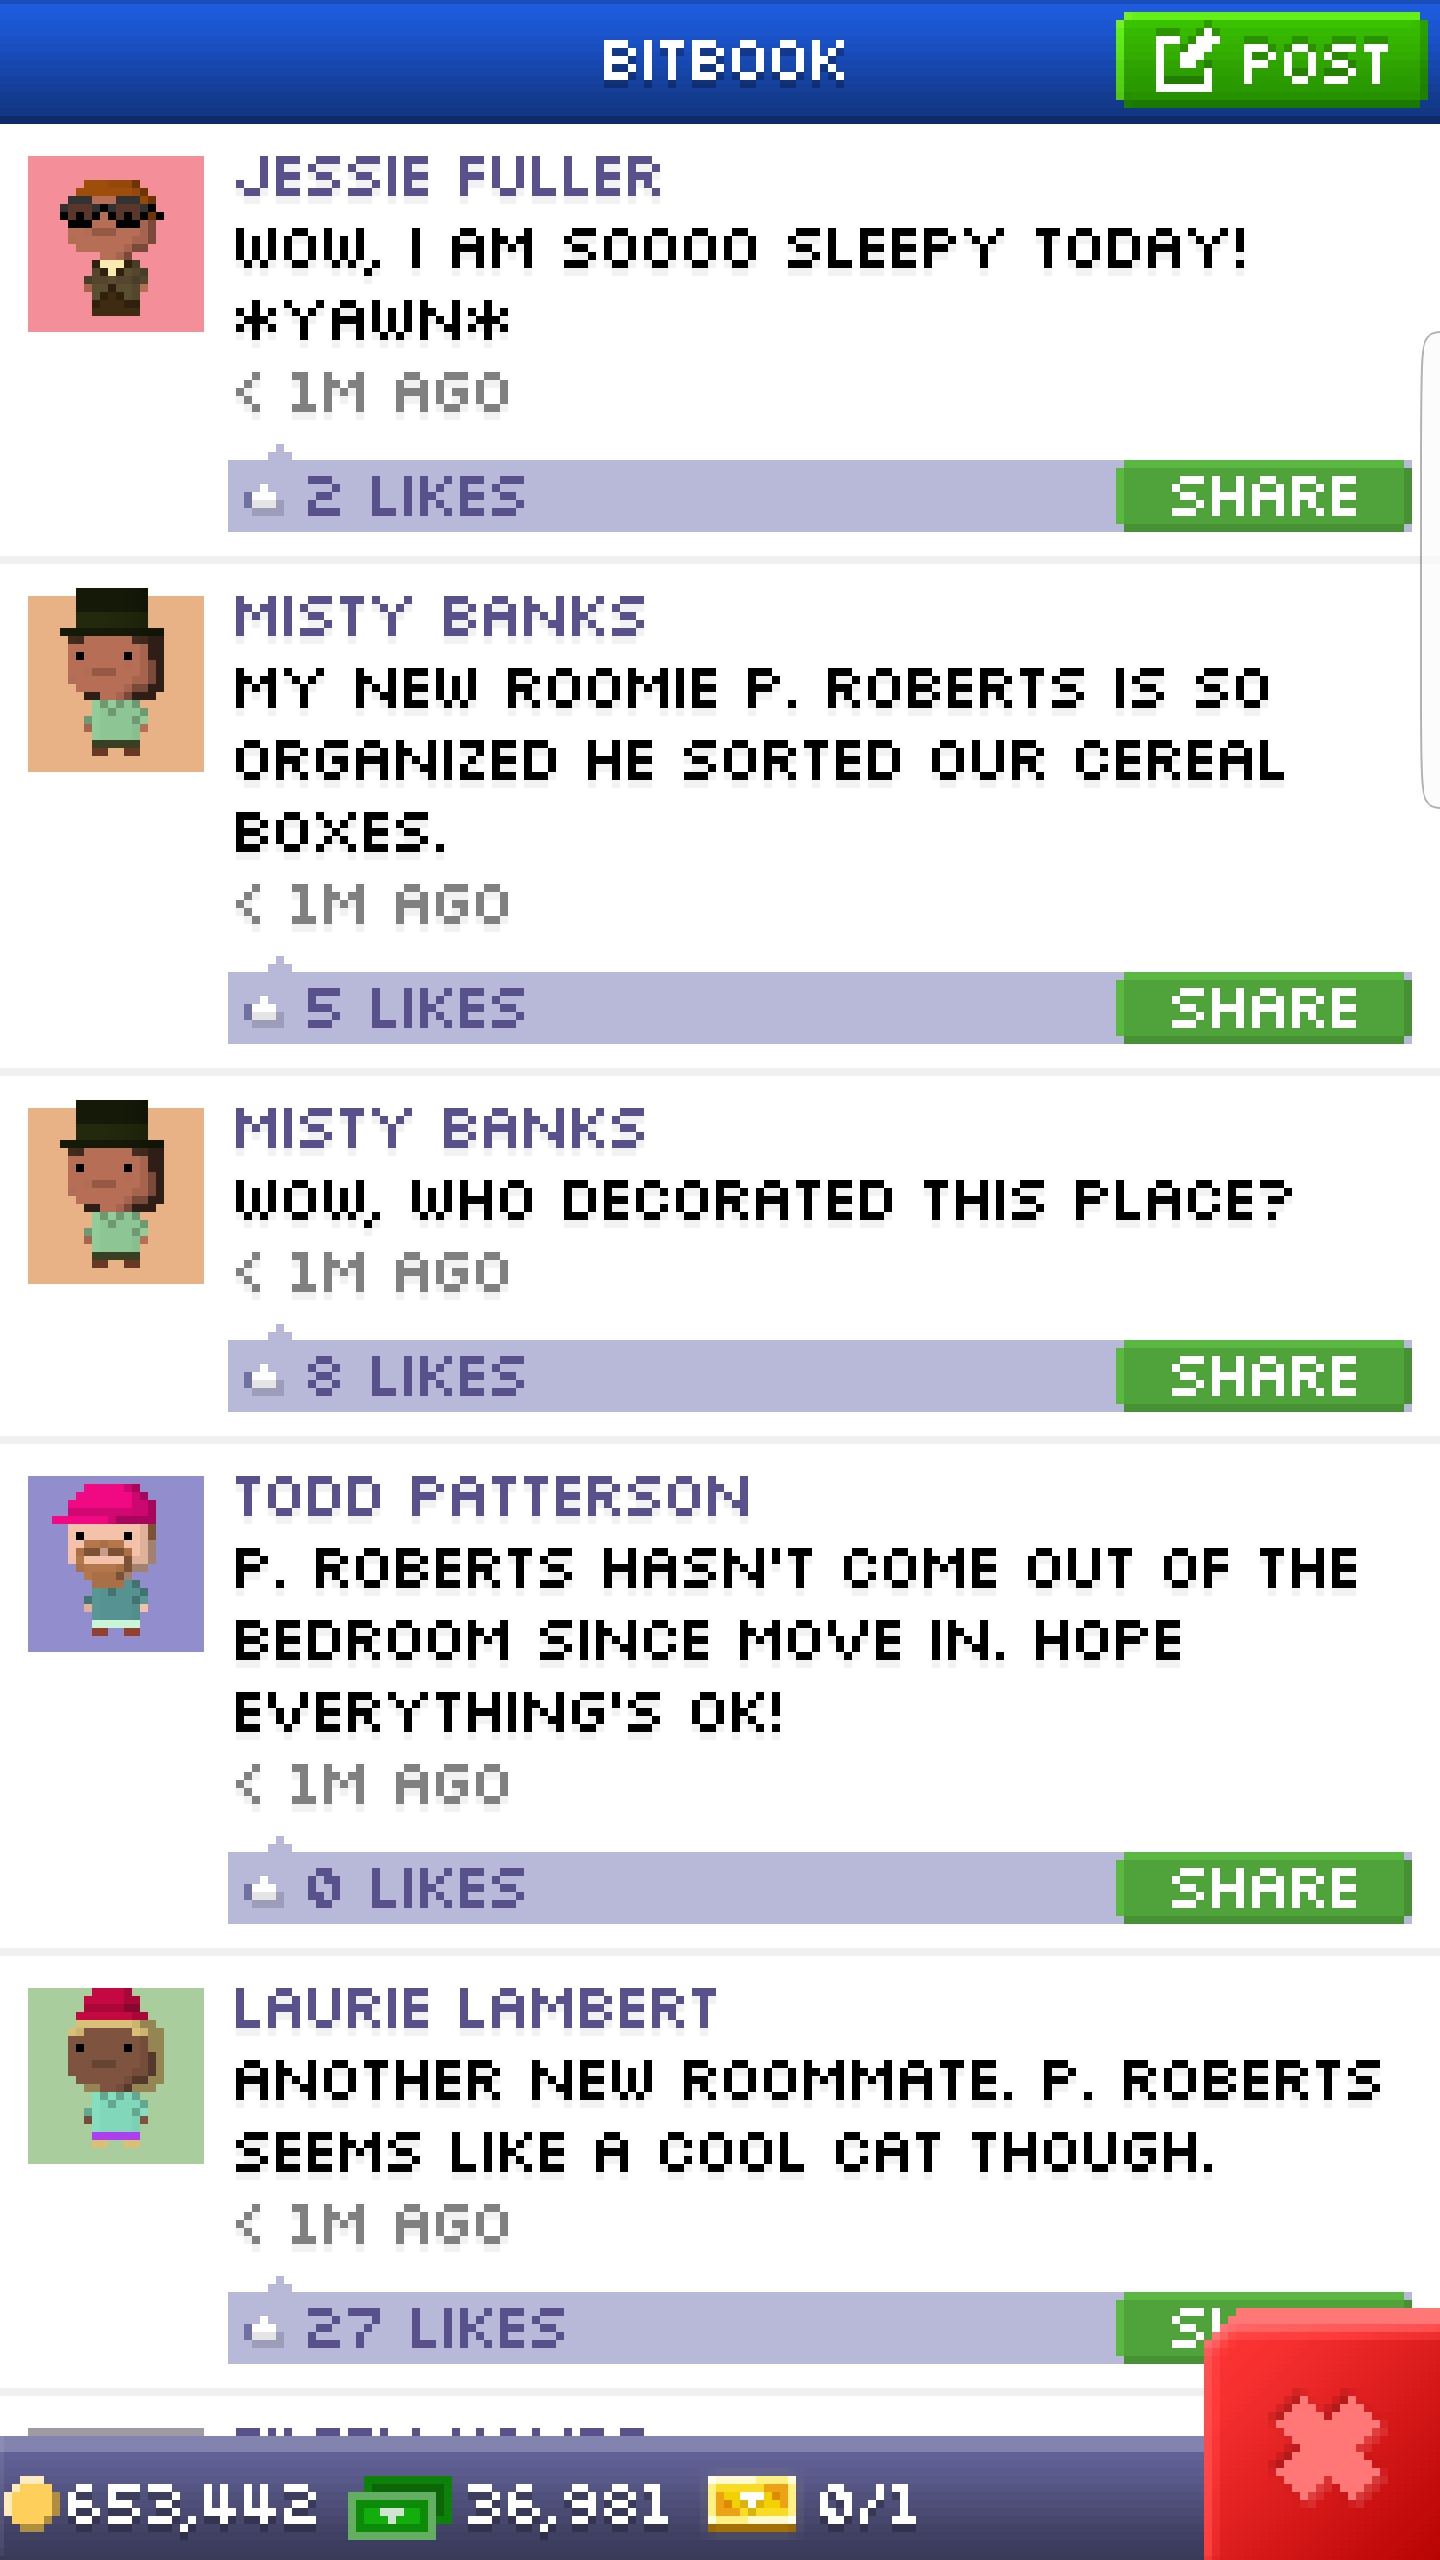 BITBOOK
POST
JESSIE FULLER
WOW, I AM SOOOO SLEEPY TODAY!
*YAWN*
< 1M AGO
2 LIKES
SHARE
MISTY BANKS
MY NEW ROOMIE P. ROBERTS IS SO
ORGANIZED HE SORTED OUR CEREAL
BOXES.
< 1M AGO
5 LIKES
SHARE
MISTY BANKS
WOW, WHO DECORATED THIS PLACE?
< 1M AGO
8 LIKES
SHARE
TODD PATTERSON
P. ROBERTS HASN'T COME OUT OF THE
BEDROOM SINCE MOVE IN. HOPE
EVERYTHING'S OK!
< 1M AGO
0 LIKES
SHARE
LAURIE LAMBERT
ANOTHER NEW ROOMMATE. P. ROBERTS
SEEMS LIKE A COOL CAT THOUGH.
< 1M AGO
27 LIKES
653,442
36,981
0/1